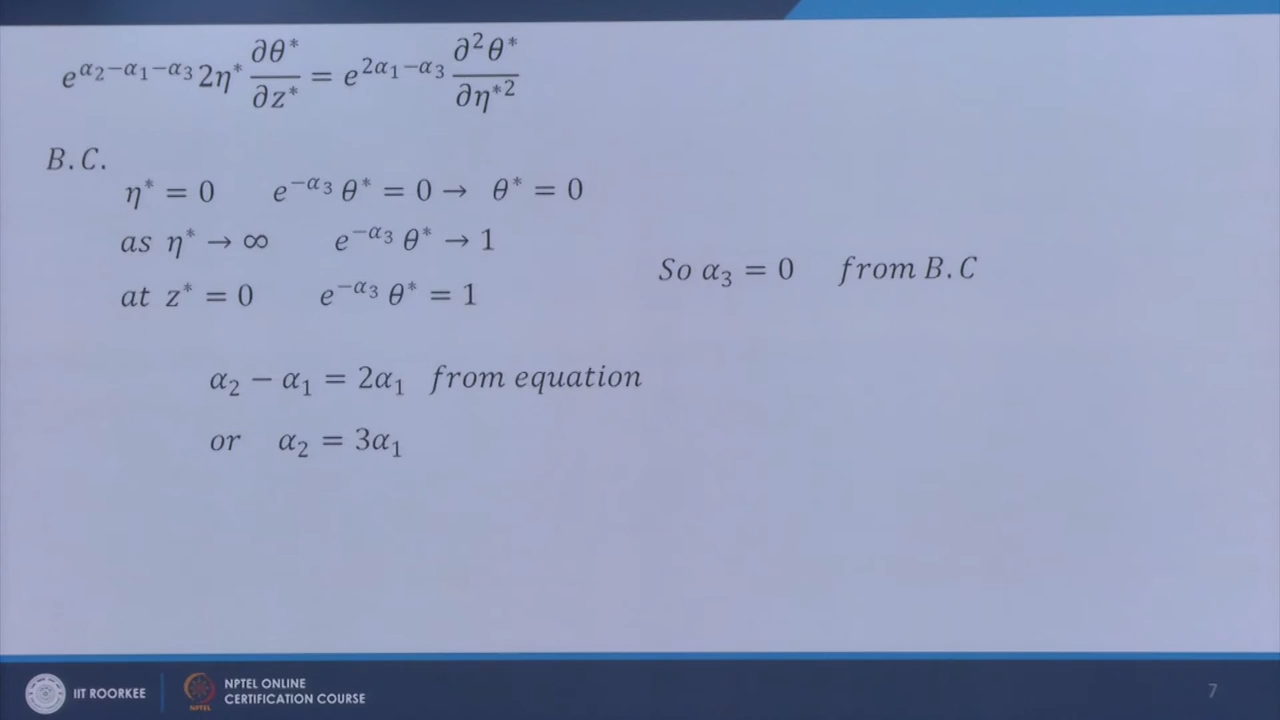 e^{α₂−α₁−α₃} 2η* ∂θ*/∂z* = e^{2α₁−α₃} ∂²θ*/∂η*²
B.C.
η* = 0 e^{−α₃} θ* = 0 → θ* = 0
as η* → ∞ e^{−α₃} θ* → 1
So α₃ = 0 from B.C
at z* = 0 e^{−α₃} θ* = 1
α₂ − α₁ = 2α₁ from equation
or α₂ = 3α₁
IIT ROORKEE
NPTEL
NPTEL ONLINE
CERTIFICATION COURSE
7